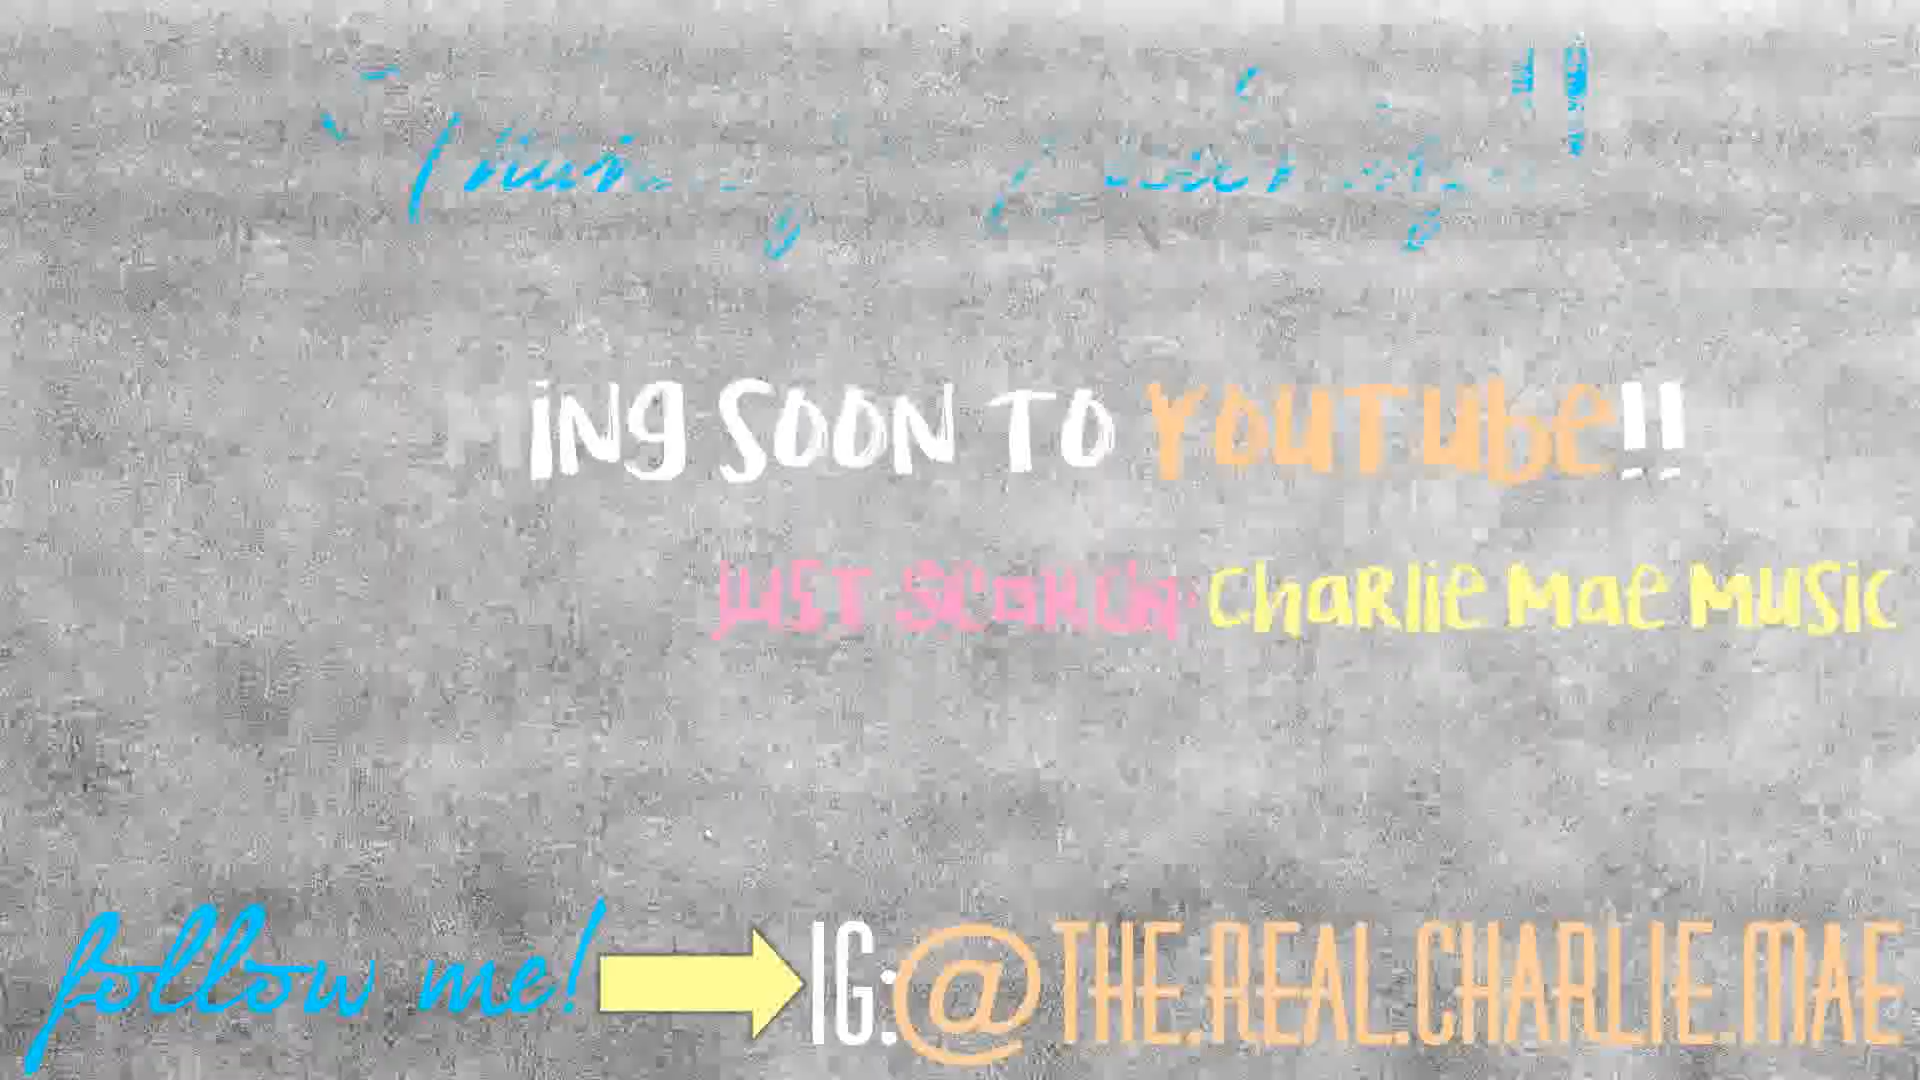 ING SOON TO YOUTUBE!!
JUST SEARCH: CHARLIE MAE MUSIC
follow me! IG:@THE.REAL.CHARLIE.MAE